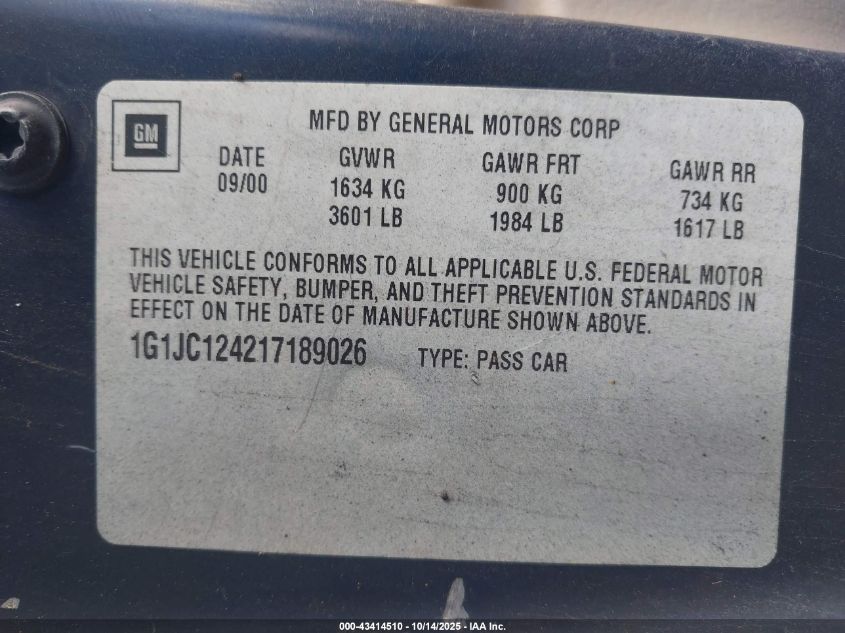 GM
MFD BY GENERAL MOTORS CORP
DATE GVWR GAWR FRT GAWR RR
09/00 1634 KG 900 KG 734 KG
3601 LB 1984 LB 1617 LB
THIS VEHICLE CONFORMS TO ALL APPLICABLE U.S. FEDERAL MOTOR
VEHICLE SAFETY, BUMPER, AND THEFT PREVENTION STANDARDS IN
EFFECT ON THE DATE OF MANUFACTURE SHOWN ABOVE.
1G1JC124217189026 TYPE: PASS CAR
000-43414510 - 10/14/2025 - IAA Inc.